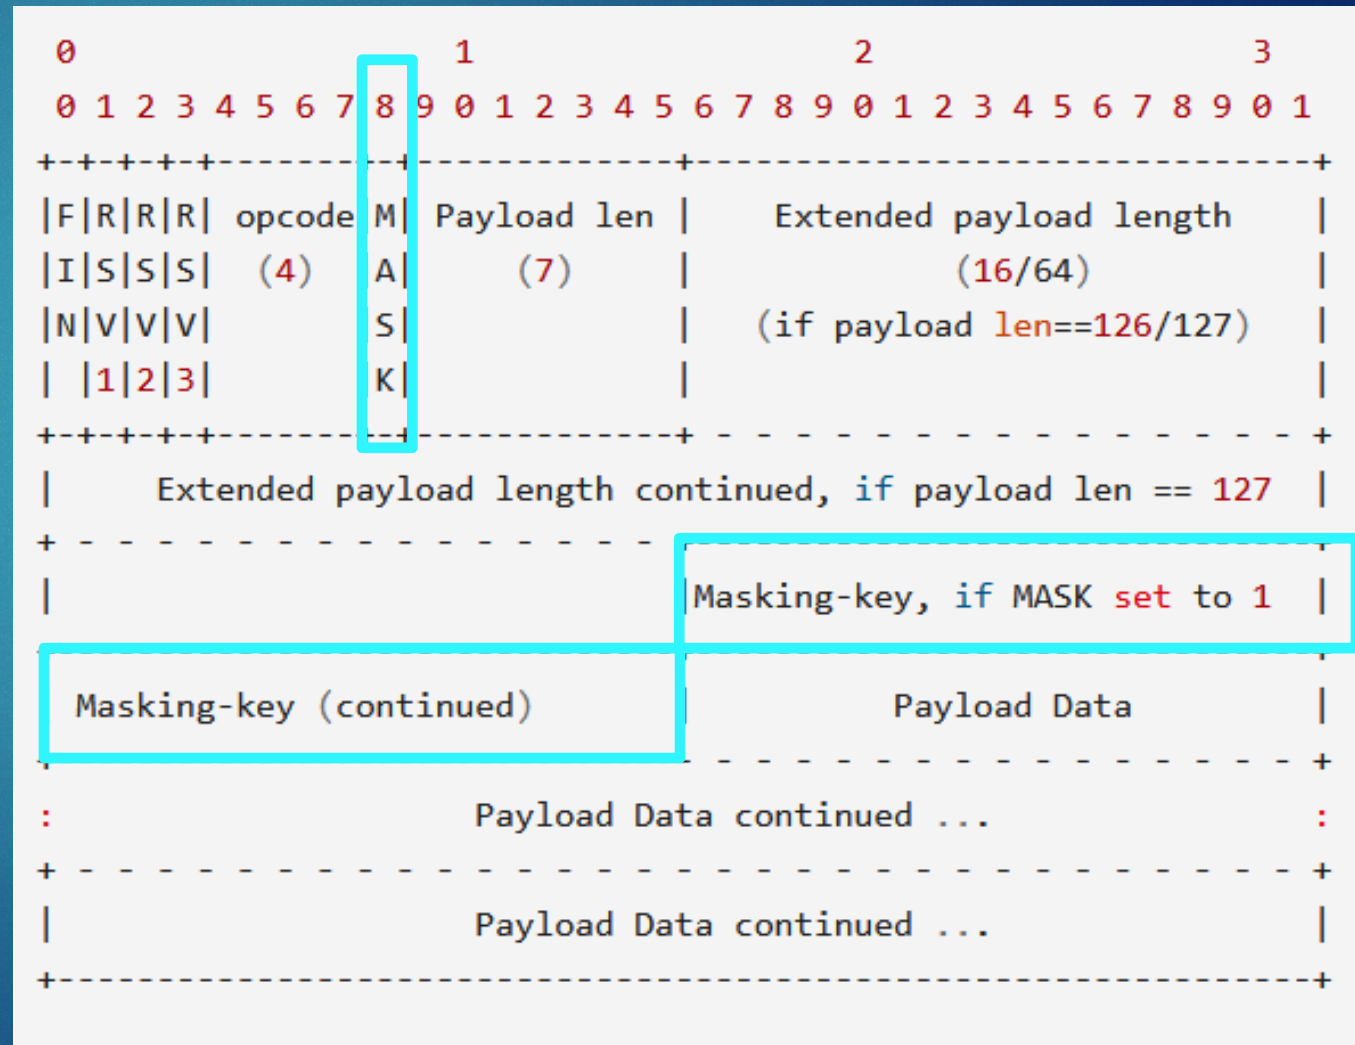 0                   1                   2                   3
 0 1 2 3 4 5 6 7 8 9 0 1 2 3 4 5 6 7 8 9 0 1 2 3 4 5 6 7 8 9 0 1
+-+-+-+-+-------+-+-------------+-------------------------------+
|F|R|R|R| opcode|M| Payload len |    Extended payload length    |
|I|S|S|S|  (4)  |A|     (7)     |             (16/64)           |
|N|V|V|V|       |S|             |   (if payload len==126/127)   |
| |1|2|3|       |K|             |                               |
+-+-+-+-+-------+-+-------------+ - - - - - - - - - - - - - - - +
|     Extended payload length continued, if payload len == 127  |
+ - - - - - - - - - - - - - - - +-------------------------------+
|                               |Masking-key, if MASK set to 1  |
+-------------------------------+-------------------------------+
  Masking-key (continued)       |          Payload Data         |
+-------------------------------- - - - - - - - - - - - - - - - +
:                     Payload Data continued ...                :
+ - - - - - - - - - - - - - - - - - - - - - - - - - - - - - - - +
|                     Payload Data continued ...                |
+---------------------------------------------------------------+